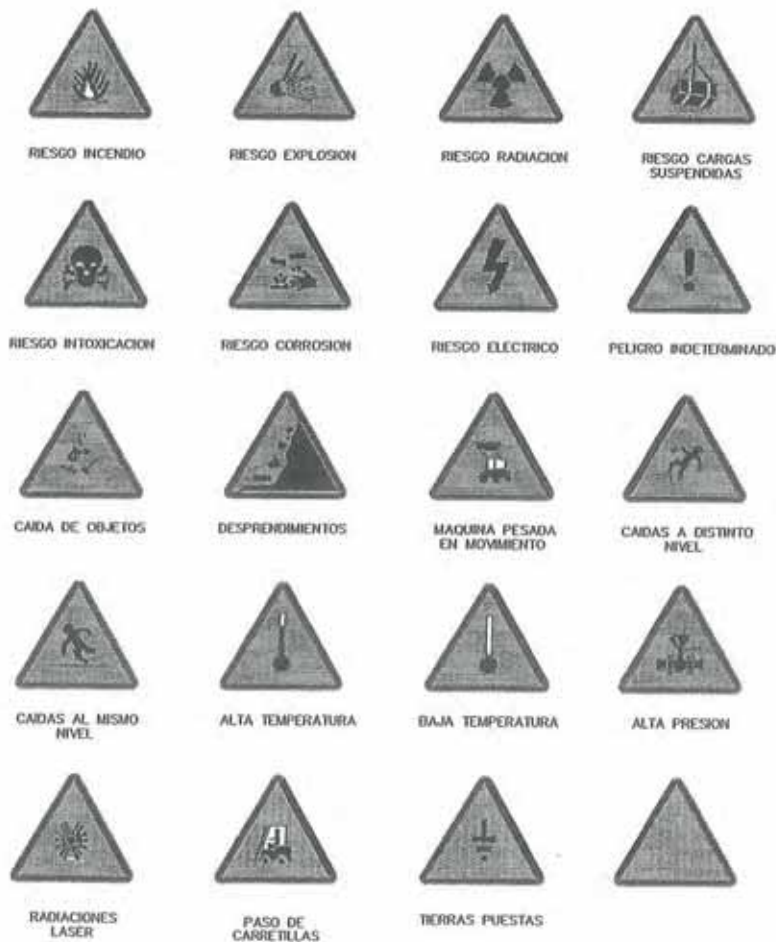 RIESGO INCENDIO
RIESGO EXPLOSION
RIESGO RADIACION
RIESGO CARGAS
SUSPENDIDAS
RIESGO INTOXICACION
RIESGO CORROSION
RIESGO ELECTRICO
PELIGRO INDETERMINADO
CAIDA DE OBJETOS
DESPRENDIMIENTOS
MAQUINA PESADA
EN MOVIMIENTO
CAIDAS A DISTINTO
NIVEL
CAIDAS AL MISMO
NIVEL
ALTA TEMPERATURA
BAJA TEMPERATURA
ALTA PRESION
RADIACIONES
LASER
PASO DE
CARRETILLAS
TIERRAS PUESTAS